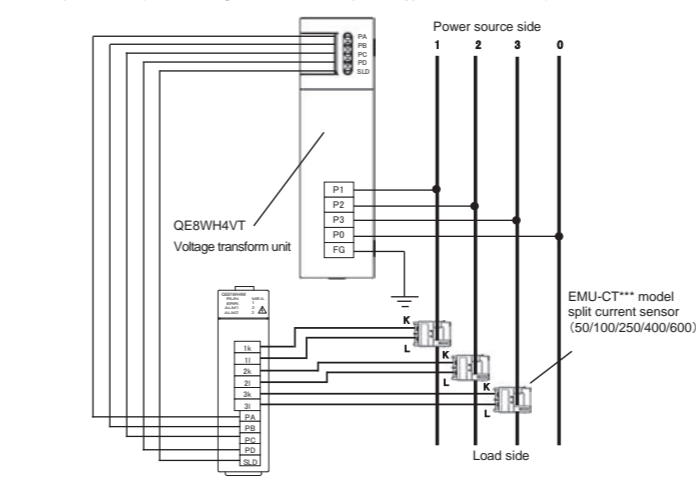 Power source side
1 2 3 0
PA
PB
PC
PD
SLD
P1
P2
P3
P0
FG
QE8WH4VT
Voltage transform unit
EMU-CT*** model
split current sensor
(50/100/250/400/600)
K
L
K
L
K
L
RUN
1k
1l
2k
2l
3k
3l
PA
PB
PC
PD
SLD
Load side